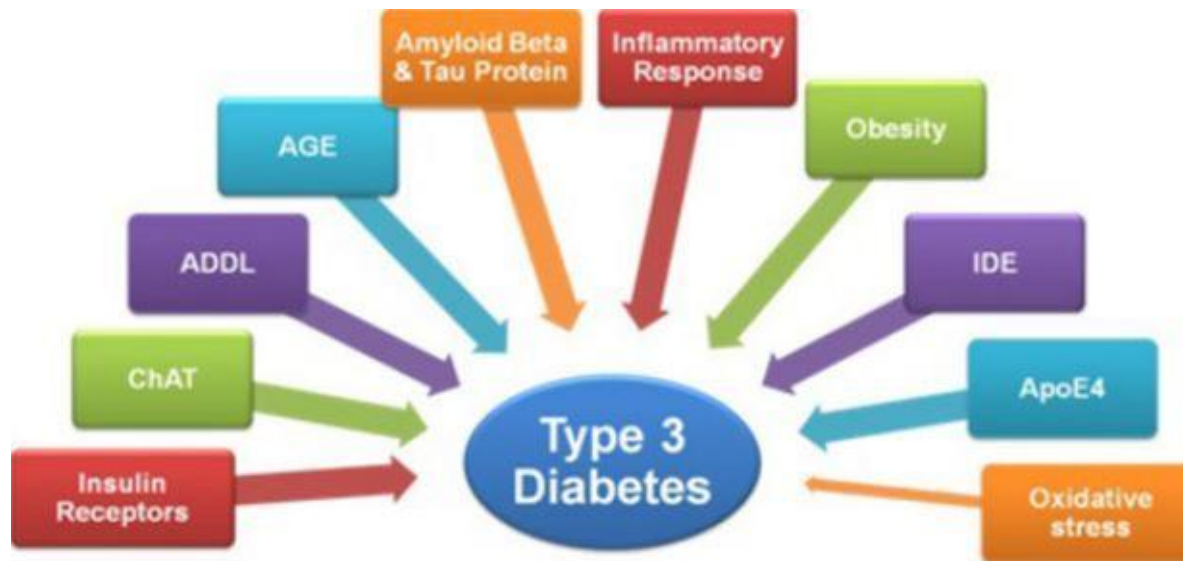 Amyloid Beta
& Tau Protein
Inflammatory
Response
AGE
Obesity
ADDL
IDE
ChAT
ApoE4
Insulin
Receptors
Type 3
Diabetes
Oxidative
stress